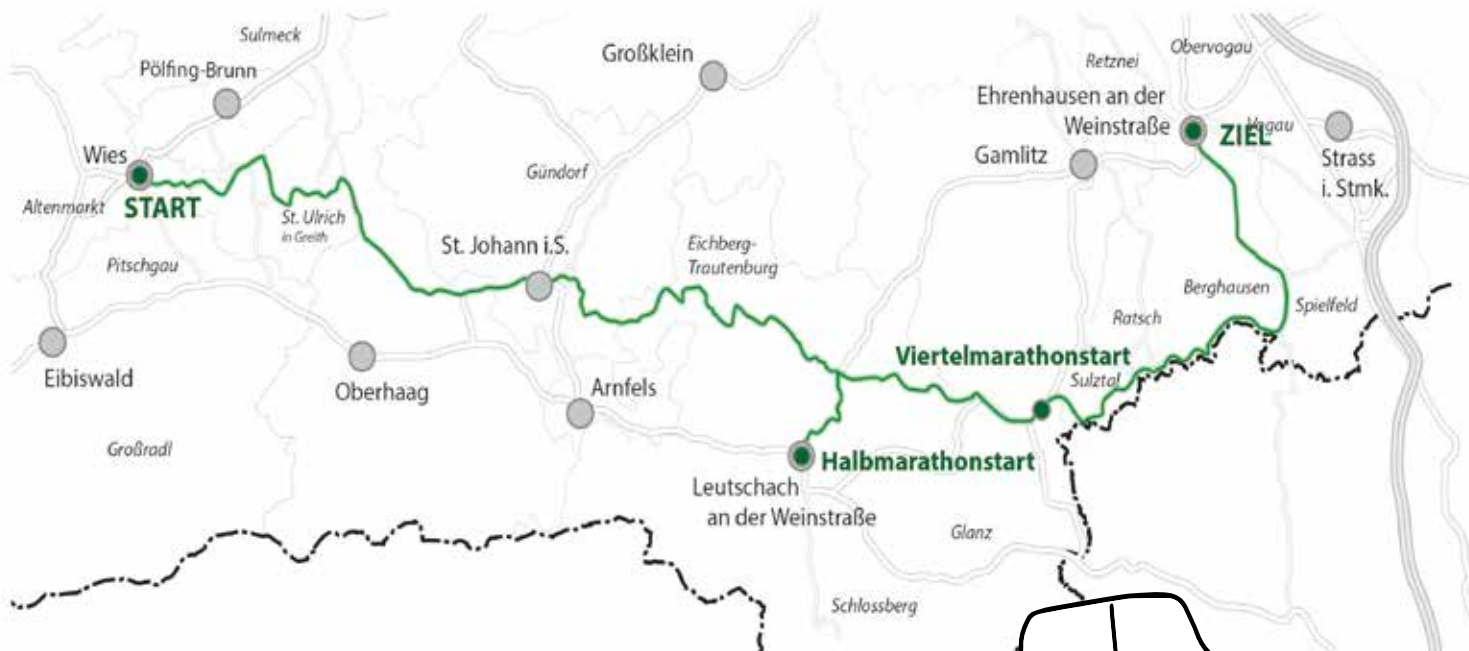 Sulmeck
Pölfing-Brunn
Großklein
Obervogau
Retznei
Ehrenhausen an der
Weinstraße
ZIEL
Vogau
Strass
i. Stmk.
Gamlitz
Wies
START
Altenmarkt
Gündorf
St. Ulrich
in Greith
St. Johann i.S.
Eichberg-
Trautenburg
Pitschgau
Berghausen
Spielfeld
Ratsch
Viertelmarathonstart
Sulztal
Eibiswald
Oberhaag
Arnfels
Großradl
Halbmarathonstart
Leutschach
an der Weinstraße
Glanz
Schlossberg